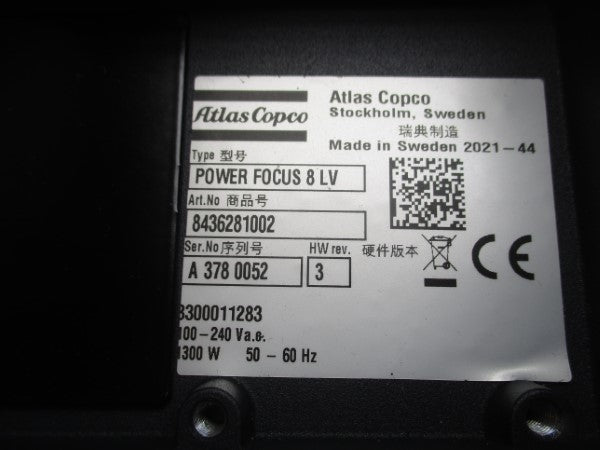 Atlas Copco
Atlas Copco
Stockholm, Sweden
瑞典制造
Made in Sweden 2021-44
Type 型号
POWER FOCUS 8 LV
Art.No 商品号
8436281002
Ser.No 序列号
HW rev. 硬件版本
A 378 0052
3
8300011283
100-240 Va.c.
1300 W 50-60 Hz
CE